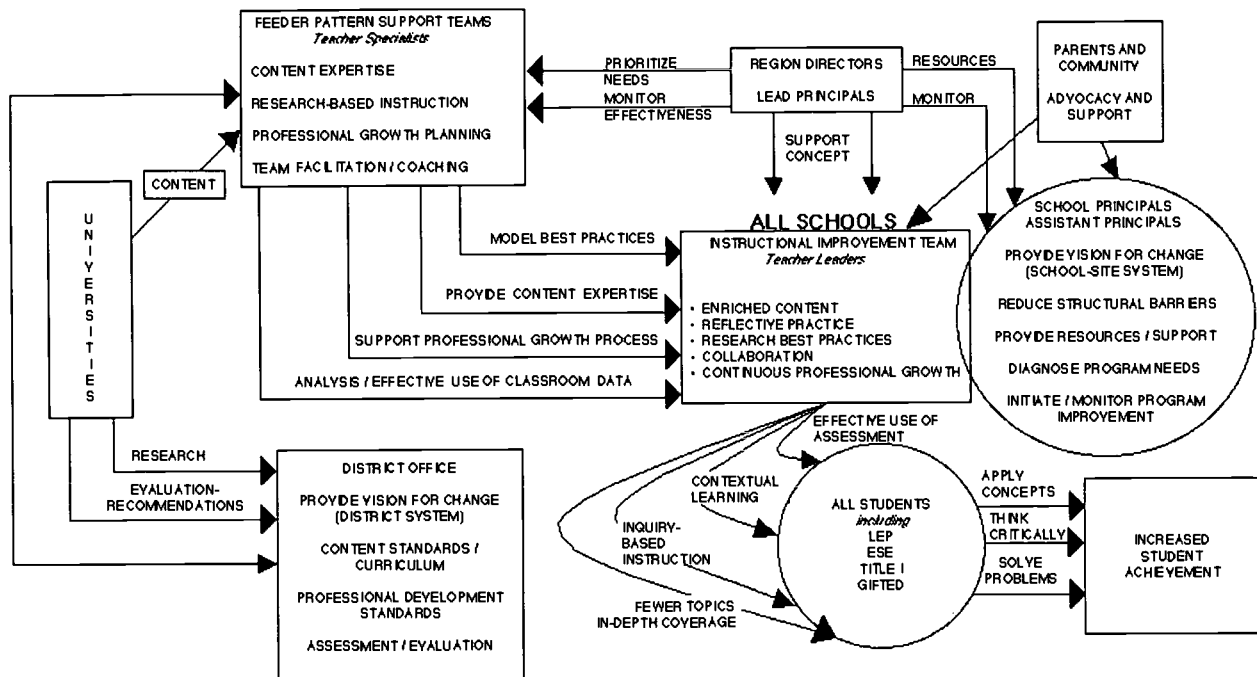 FEEDER PATTERN SUPPORT TEAMS
Teacher Specialists
CONTENT EXPERTISE
RESEARCH-BASED INSTRUCTION
PROFESSIONAL GROWTH PLANNING
TEAM FACILITATION / COACHING
PRIORITIZE
NEEDS
MONITOR
EFFECTIVENESS
REGION DIRECTORS
LEAD PRINCIPALS
RESOURCES
MONITOR
SUPPORT
CONCEPT
PARENTS AND
COMMUNITY
ADVOCACY AND
SUPPORT
CONTENT
UNIVERSITIES
MODEL BEST PRACTICES
PROVIDE CONTENT EXPERTISE
SUPPORT PROFESSIONAL GROWTH PROCESS
ANALYSIS / EFFECTIVE USE OF CLASSROOM DATA
ALL SCHOOLS
INSTRUCTIONAL IMPROVEMENT TEAM
Teacher Leaders
· ENRICHED CONTENT
· REFLECTIVE PRACTICE
· RESEARCH BEST PRACTICES
· COLLABORATION
· CONTINUOUS PROFESSIONAL GROWTH
SCHOOL PRINCIPALS
ASSISTANT PRINCIPALS
PROVIDE VISION FOR CHANGE
(SCHOOL-SITE SYSTEM)
REDUCE STRUCTURAL BARRIERS
PROVIDE RESOURCES / SUPPORT
DIAGNOSE PROGRAM NEEDS
INITIATE / MONITOR PROGRAM
IMPROVEMENT
RESEARCH
EVALUATION-
RECOMMENDATIONS
DISTRICT OFFICE
PROVIDE VISION FOR CHANGE
(DISTRICT SYSTEM)
CONTENT STANDARDS /
CURRICULUM
PROFESSIONAL DEVELOPMENT
STANDARDS
ASSESSMENT / EVALUATION
EFFECTIVE USE OF
ASSESSMENT
CONTEXTUAL
LEARNING
INQUIRY-
BASED
INSTRUCTION
FEWER TOPICS
IN-DEPTH COVERAGE
ALL STUDENTS
including
LEP
ESE
TITLE I
GIFTED
APPLY
CONCEPTS
THINK
CRITICALLY
SOLVE
PROBLEMS
INCREASED
STUDENT
ACHIEVEMENT